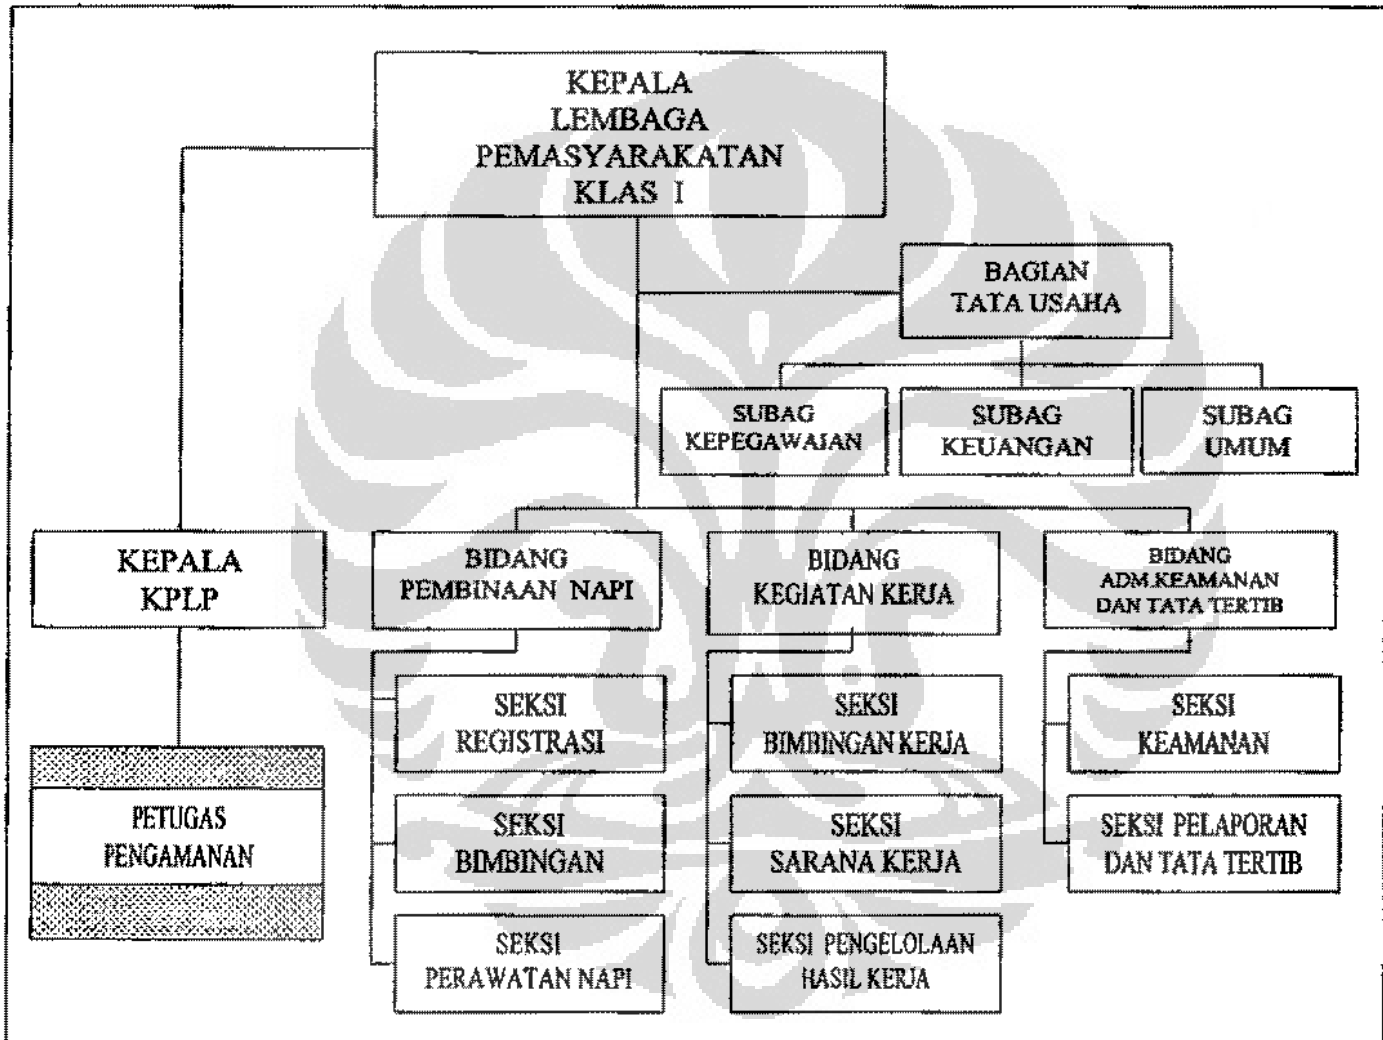 KEPALA
LEMBAGA
PEMASYARAKATAN
KLAS I
BAGIAN
TATA USAHA
SUBAG
KEPEGAWAIAN
SUBAG
KEUANGAN
SUBAG
UMUM
KEPALA
KPLP
BIDANG
PEMBINAAN NAPI
BIDANG
KEGIATAN KERJA
BIDANG
ADM.KEAMANAN
DAN TATA TERTIB
PETUGAS
PENGAMANAN
SEKSI
REGISTRASI
SEKSI
BIMBINGAN
SEKSI
PERAWATAN NAPI
SEKSI
BIMBINGAN KERJA
SEKSI
SARANA KERJA
SEKSI PENGELOLAAN
HASIL KERJA
SEKSI
KEAMANAN
SEKSI PELAPORAN
DAN TATA TERTIB